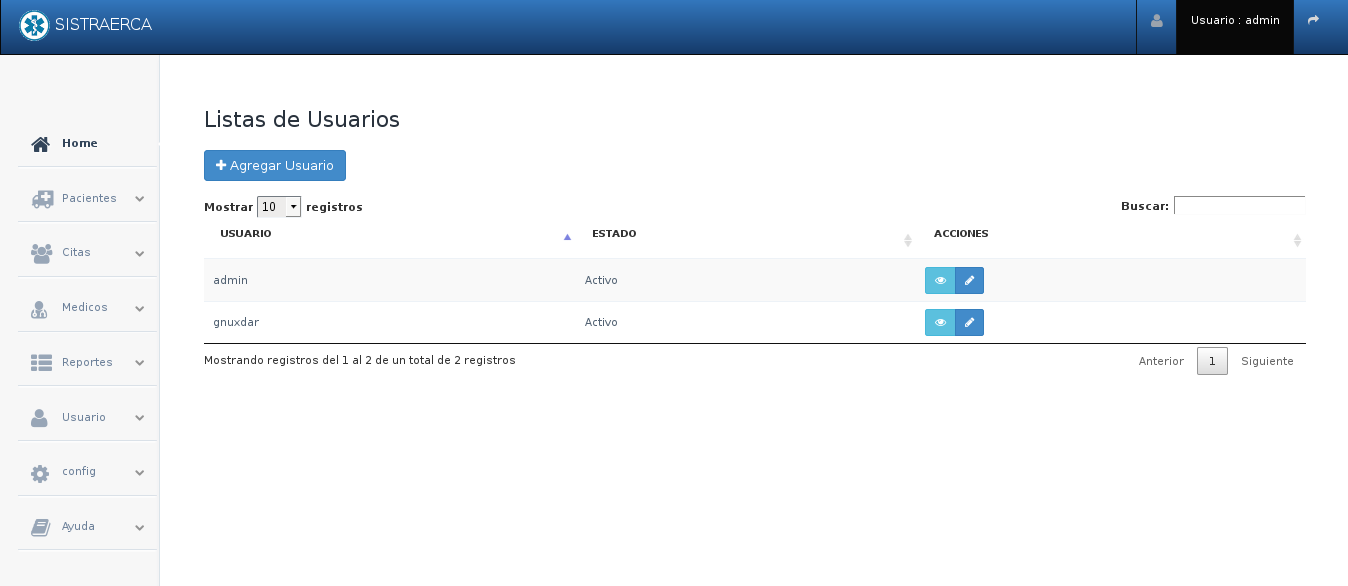 SISTRAERCA
Usuario : admin
Home
Pacientes
Citas
Medicos
Reportes
Usuario
config
Ayuda
Listas de Usuarios
Agregar Usuario
Mostrar 10 registros
Buscar:
USUARIO ESTADO ACCIONES
admin Activo
gnuxdar Activo
Mostrando registros del 1 al 2 de un total de 2 registros
Anterior 1 Siguiente